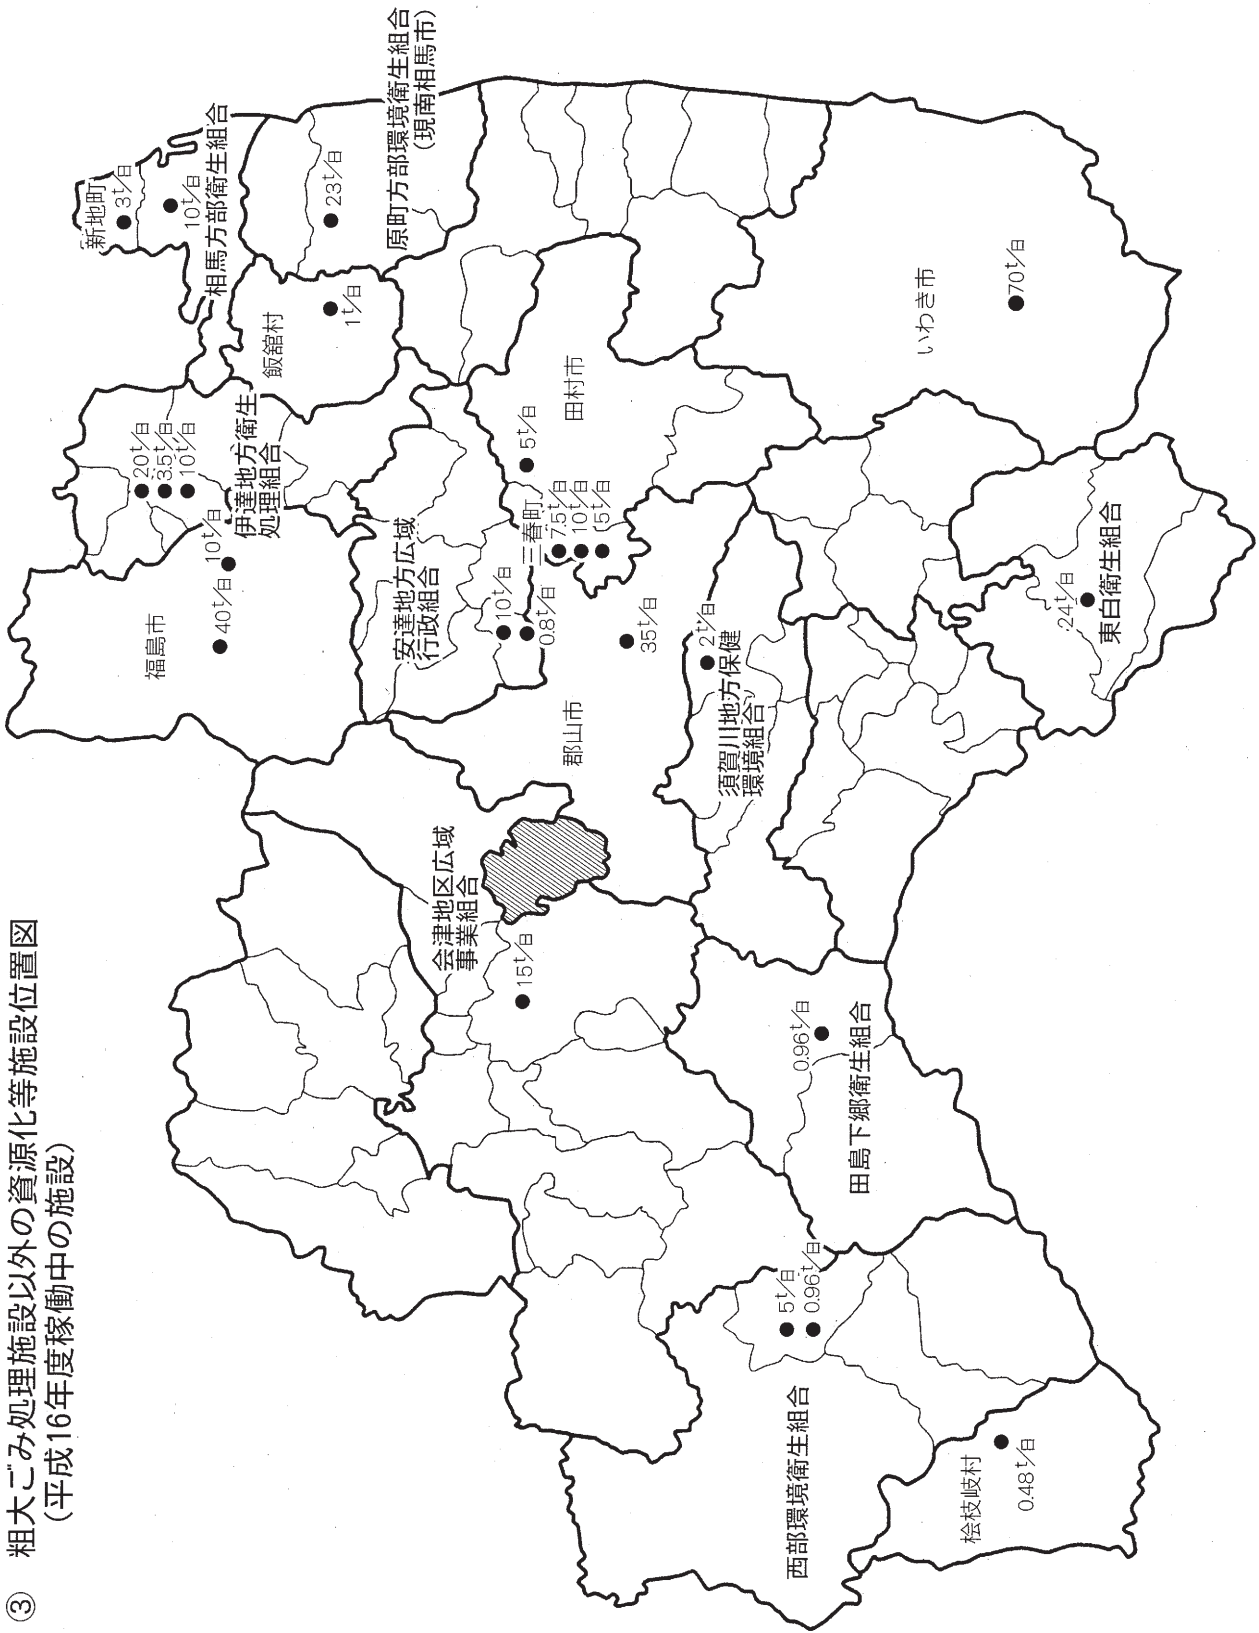 ③ 粗大ごみ処理施設以外の資源化等施設位置図
（平成16年度稼働中の施設）
新地町
3t/日
10t/日
相馬方部衛生組合
23t/日
原町方部環境衛生組合
（現南相馬市）
飯舘村
1t/日
20t/日
3.5t/日
10t/日
伊達地方衛生
処理組合
福島市
10t/日
40t/日
安達地方広域
行政組合
10t/日
0.8t/日
田村市
5t/日
三春町
7.5t/日
10t/日
5t/日
郡山市
35t/日
2t/日
須賀川地方保健
環境組合
いわき市
70t/日
24t/日
東白衛生組合
会津地区広域
事業組合
15t/日
0.96t/日
田島下郷衛生組合
5t/日
0.96t/日
西部環境衛生組合
桧枝岐村
0.48t/日